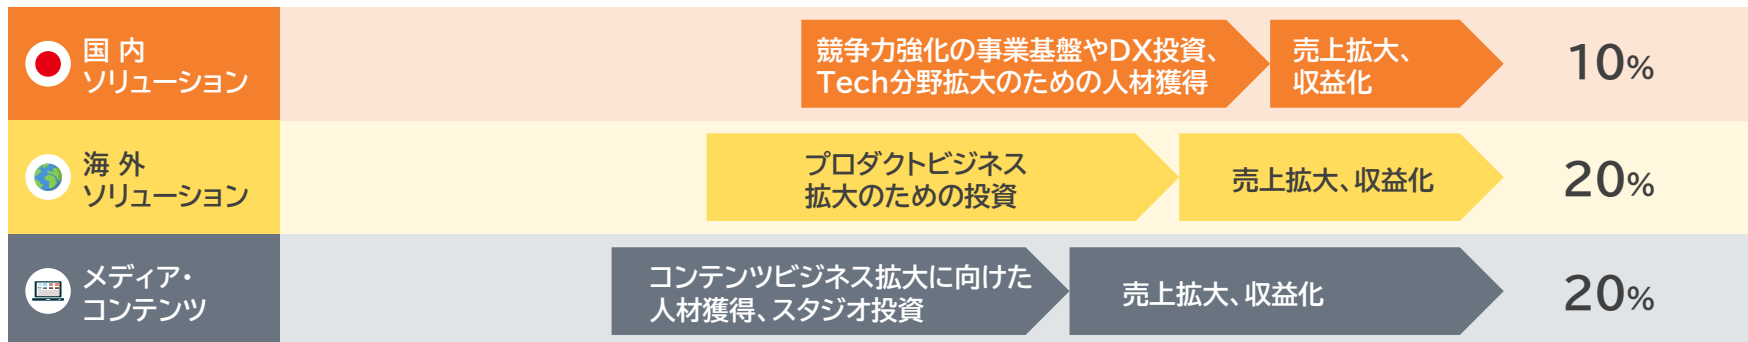 国 内
ソリューション
競争力強化の事業基盤やDX投資、
Tech分野拡大のための人材獲得
売上拡大、
収益化
10%
海 外
ソリューション
プロダクトビジネス
拡大のための投資
売上拡大、収益化
20%
メディア・
コンテンツ
コンテンツビジネス拡大に向けた
人材獲得、スタジオ投資
売上拡大、収益化
20%